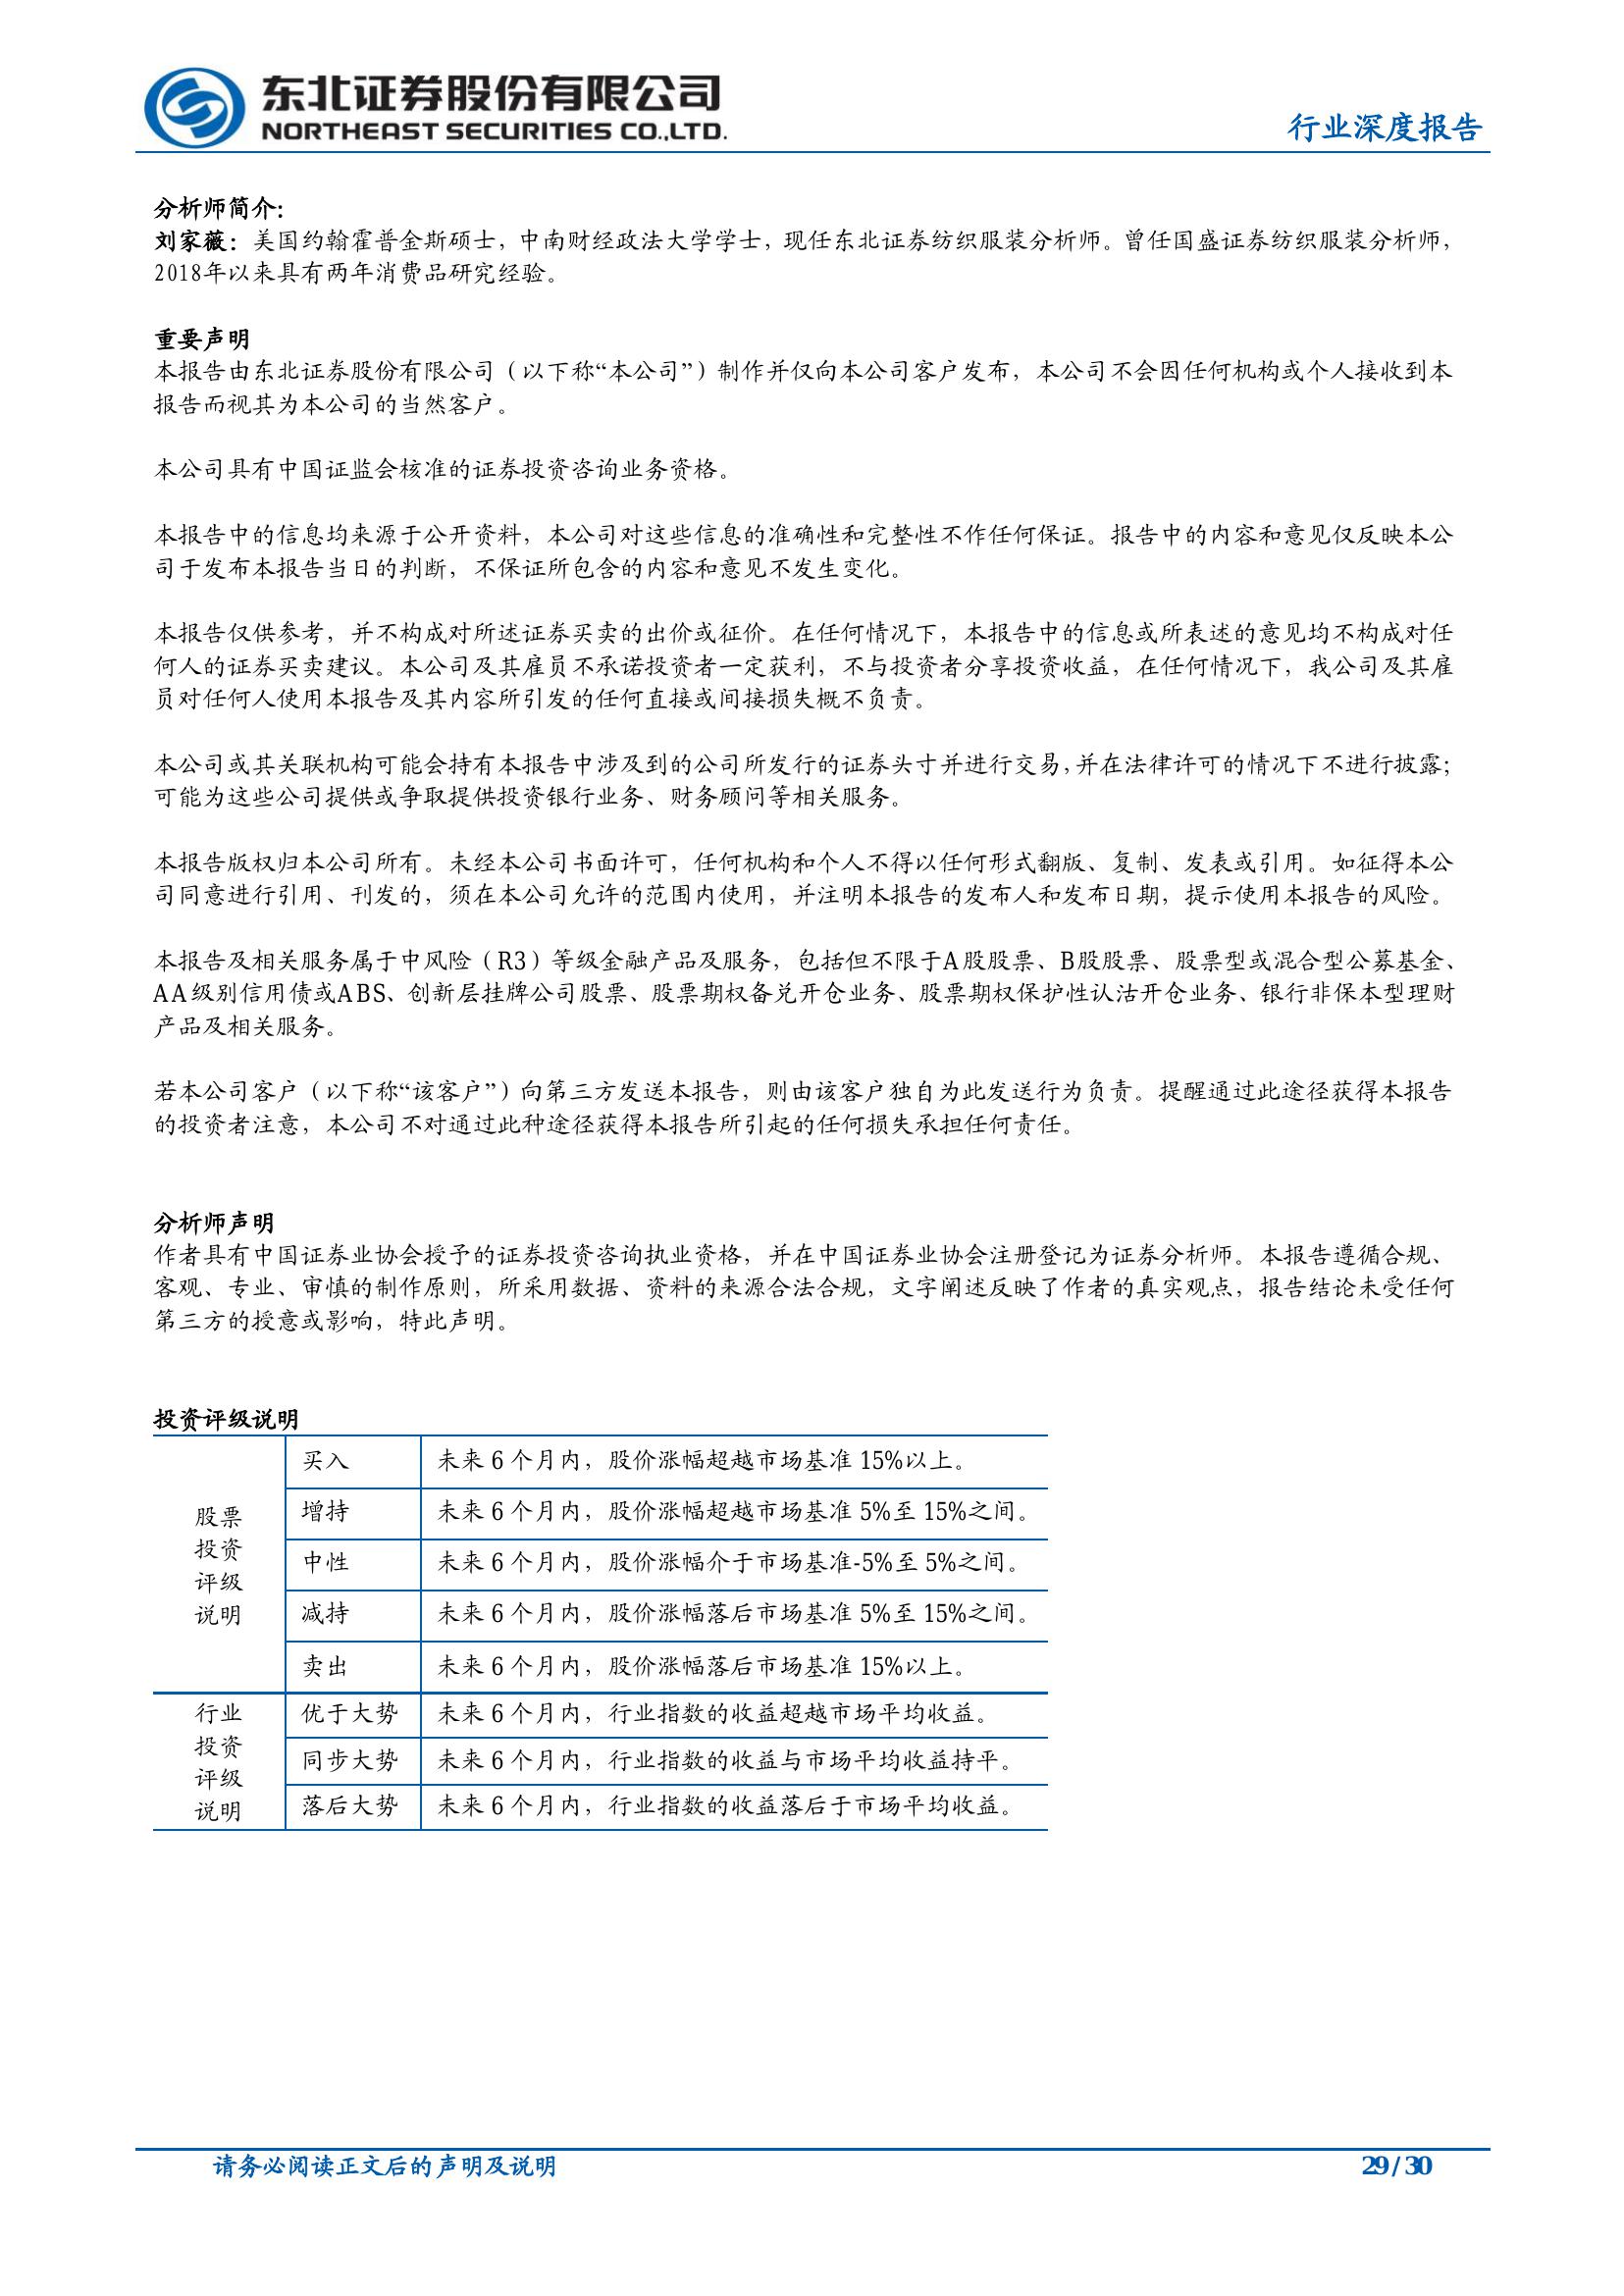 东北证券股份有限公司
NORTHEAST SECURITIES CO.,LTD.
行业深度报告
分析师简介:
刘家薇：美国约翰霍普金斯硕士，中南财经政法大学学士，现任东北证券纺织服装分析师。曾任国盛证券纺织服装分析师，
2018年以来具有两年消费品研究经验。
重要声明
本报告由东北证券股份有限公司（以下称“本公司”）制作并仅向本公司客户发布，本公司不会因任何机构或个人接收到本
报告而视其为本公司的当然客户。
本公司具有中国证监会核准的证券投资咨询业务资格。
本报告中的信息均来源于公开资料，本公司对这些信息的准确性和完整性不作任何保证。报告中的内容和意见仅反映本公
司于发布本报告当日的判断，不保证所包含的内容和意见不发生变化。
本报告仅供参考，并不构成对所述证券买卖的出价或征价。在任何情况下，本报告中的信息或所表述的意见均不构成对任
何人的证券买卖建议。本公司及其雇员不承诺投资者一定获利，不与投资者分享投资收益，在任何情况下，我公司及其雇
员对任何人使用本报告及其内容所引发的任何直接或间接损失概不负责。
本公司或其关联机构可能会持有本报告中涉及到的公司所发行的证券头寸并进行交易，并在法律许可的情况下不进行披露；
可能为这些公司提供或争取提供投资银行业务、财务顾问等相关服务。
本报告版权归本公司所有。未经本公司书面许可，任何机构和个人不得以任何形式翻版、复制、发表或引用。如征得本公
司同意进行引用、刊发的，须在本公司允许的范围内使用，并注明本报告的发布人和发布日期，提示使用本报告的风险。
本报告及相关服务属于中风险（R3）等级金融产品及服务，包括但不限于A股股票、B股股票、股票型或混合型公募基金、
AA级别信用债或ABS、创新层挂牌公司股票、股票期权备兑开仓业务、股票期权保护性认沽开仓业务、银行非保本型理财
产品及相关服务。
若本公司客户（以下称“该客户”）向第三方发送本报告，则由该客户独自为此发送行为负责。提醒通过此途径获得本报告
的投资者注意，本公司不对通过此种途径获得本报告所引起的任何损失承担任何责任。
分析师声明
作者具有中国证券业协会授予的证券投资咨询执业资格，并在中国证券业协会注册登记为证券分析师。本报告遵循合规、
客观、专业、审慎的制作原则，所采用数据、资料的来源合法合规，文字阐述反映了作者的真实观点，报告结论未受任何
第三方的授意或影响，特此声明。
投资评级说明
股票
投资
评级
说明
买入 未来 6 个月内，股价涨幅超越市场基准 15%以上。
增持 未来 6 个月内，股价涨幅超越市场基准 5%至 15%之间。
中性 未来 6 个月内，股价涨幅介于市场基准-5%至 5%之间。
减持 未来 6 个月内，股价涨幅落后市场基准 5%至 15%之间。
卖出 未来 6 个月内，股价涨幅落后市场基准 15%以上。
行业
投资
评级
说明
优于大势 未来 6 个月内，行业指数的收益超越市场平均收益。
同步大势 未来 6 个月内，行业指数的收益与市场平均收益持平。
落后大势 未来 6 个月内，行业指数的收益落后于市场平均收益。
请务必阅读正文后的声明及说明
29 / 30